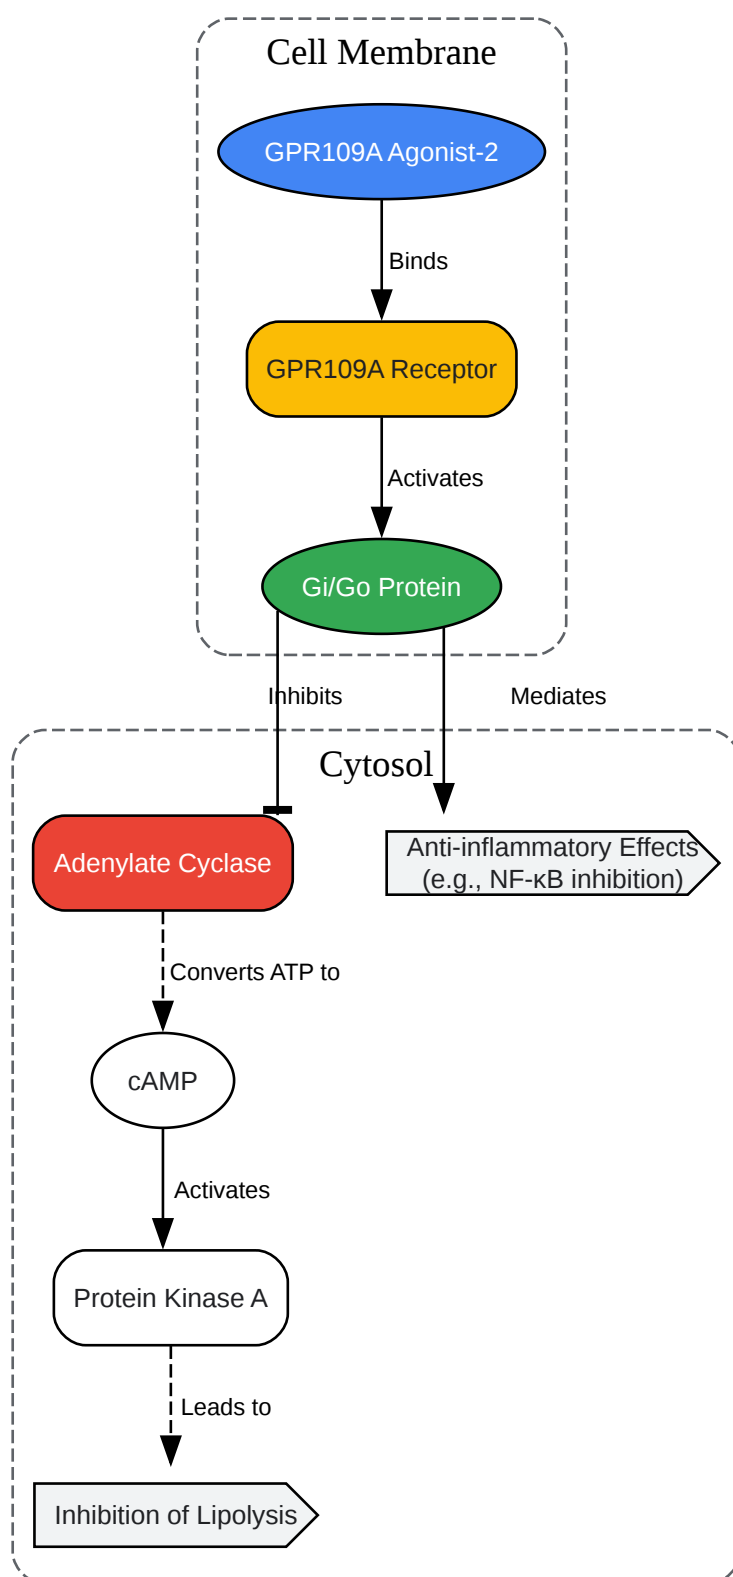 Cell Membrane
GPR109A Agonist-2
Binds
GPR109A Receptor
Activates
Gi/Go Protein
Inhibits
Mediates
Cytosol
Adenylate Cyclase
Anti-inflammatory Effects
(e.g., NF-κB inhibition)
Converts ATP to
cAMP
Activates
Protein Kinase A
Leads to
Inhibition of Lipolysis